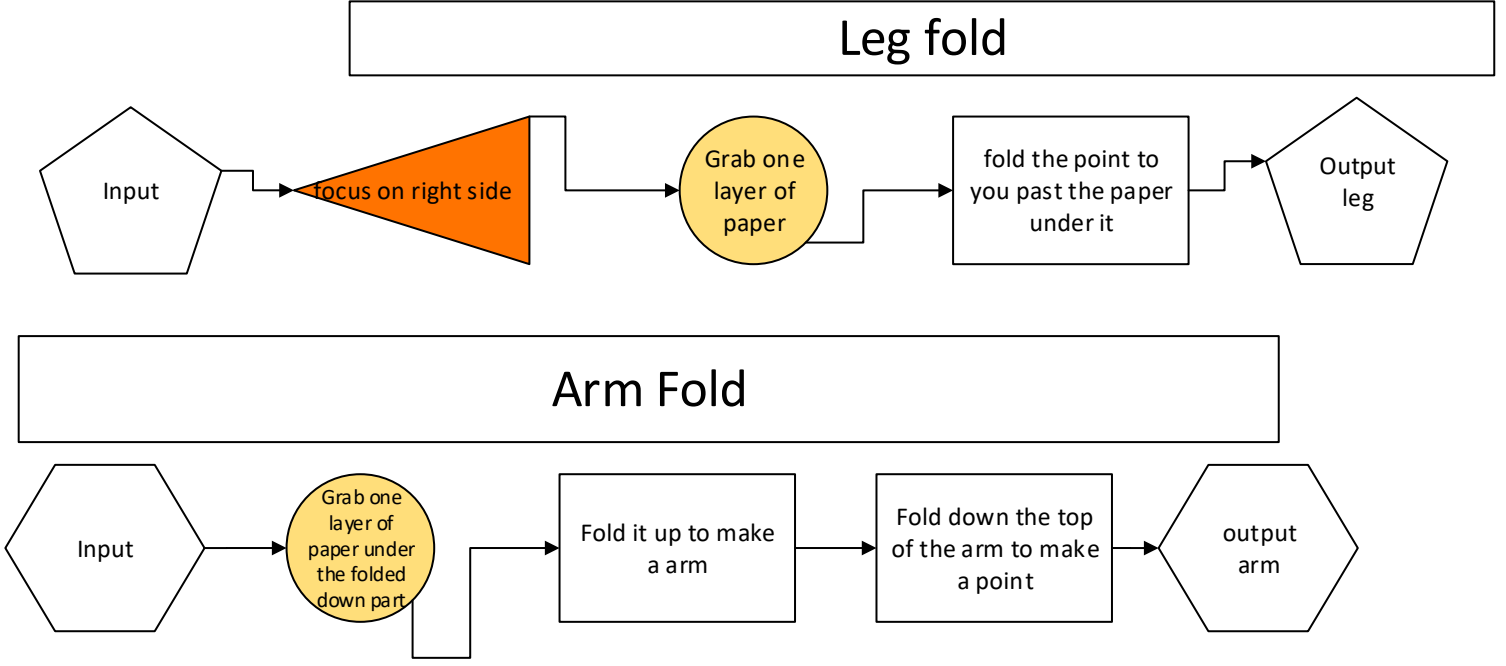 Leg fold
Input
focus on right side
Grab one
layer of
paper
fold the point to
you past the paper
under it
Output
leg
Arm Fold
Input
Grab one
layer of
paper under
the folded
down part
Fold it up to make
a arm
Fold down the top
of the arm to make
a point
output
arm